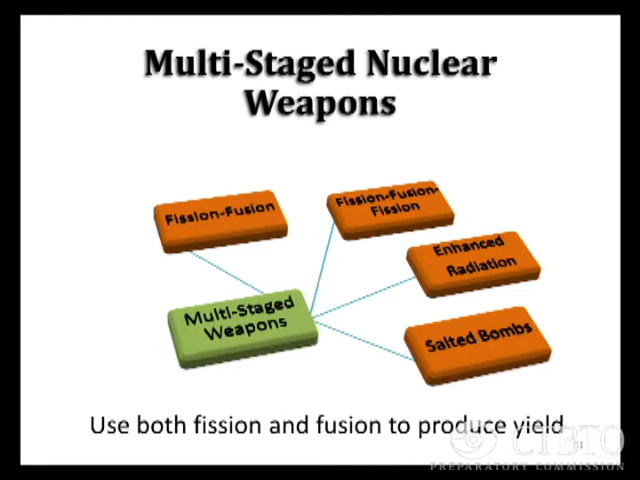 Multi-Staged Nuclear
Weapons
Fission-Fusion
Fission-Fusion-
Fission
Enhanced
Radiation
Multi-Staged
Weapons
Salted Bombs
Use both fission and fusion to produce yield
CTBTO
PREPARATORY COMMISSION